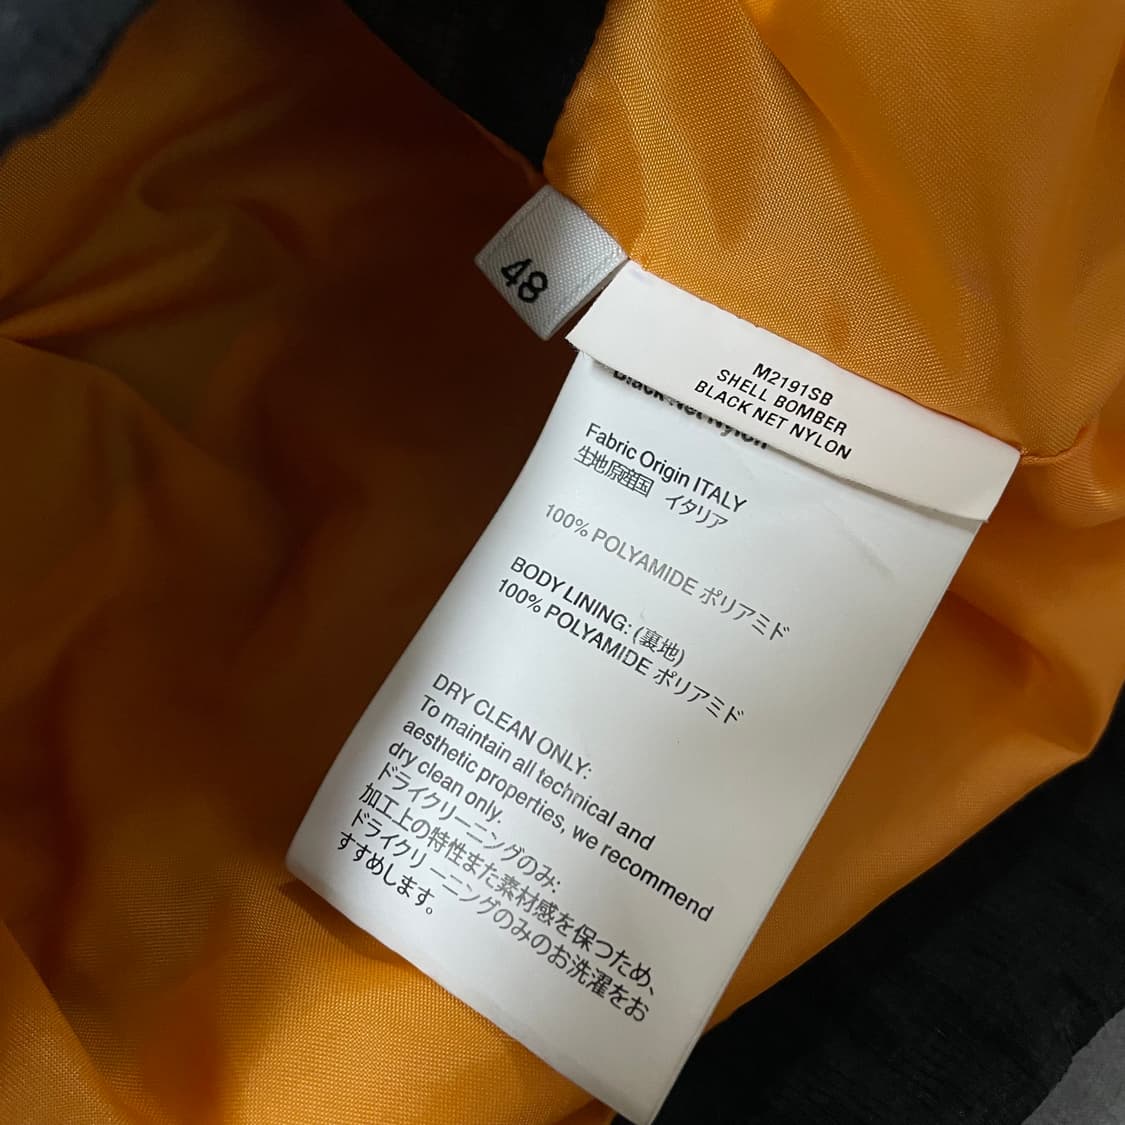 48
M2191SB
SHELL BOMBER
BLACK NET NYLON
Black Net Nylon
Fabric Origin ITALY
生地原産国 イタリア
100% POLYAMIDE ポリアミド
BODY LINING: (裏地)
100% POLYAMIDE ポリアミド
DRY CLEAN ONLY:
To maintain all technical and
aesthetic properties, we recommend
dry clean only.
ドライクリーニングのみ:
加工上の特性また素材感を保つため、
ドライクリーニングのみのお洗濯をお
すすめします。